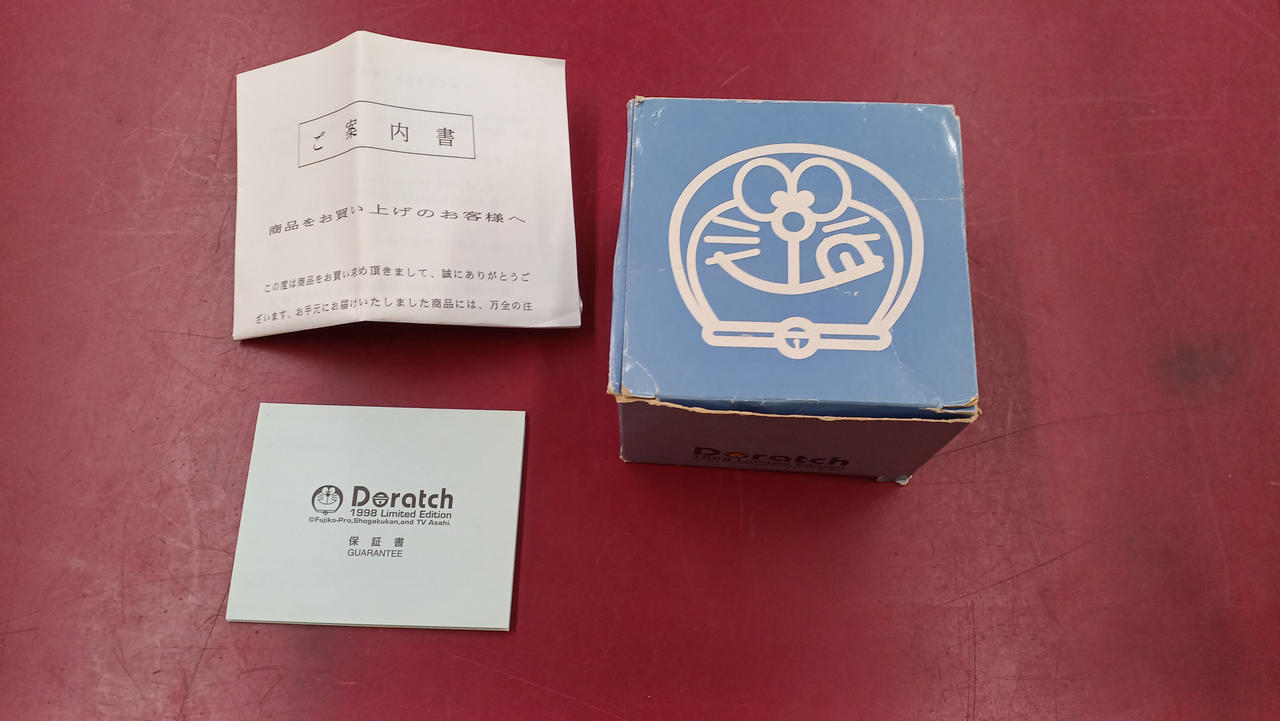 ご案内書
商品をお買い上げのお客様へ
この度は商品をお買い求め頂きまして、誠にありがとうご
ざいます。お手元にお届けいたしました商品には、万全の注
Doratch
1998 Limited Edition
©Fujiko-Pro,Shogakukan,and TV Asahi.
保証書
GUARANTEE
Doratch
1998 Limited Edition